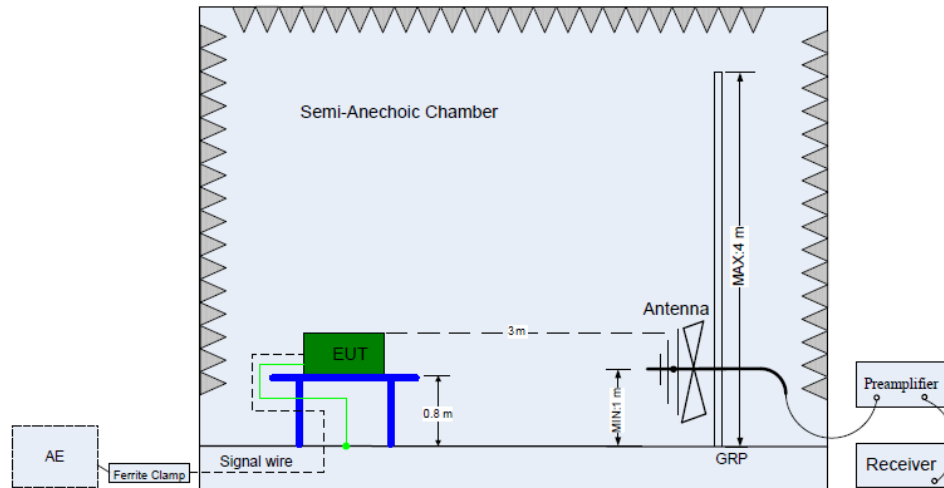 Semi-Anechoic Chamber
MAX:4 m
Antenna
3m
EUT
MIN:1 m
0.8 m
Preamplifier
AE
Ferrite Clamp
Signal wire
GRP
Receiver